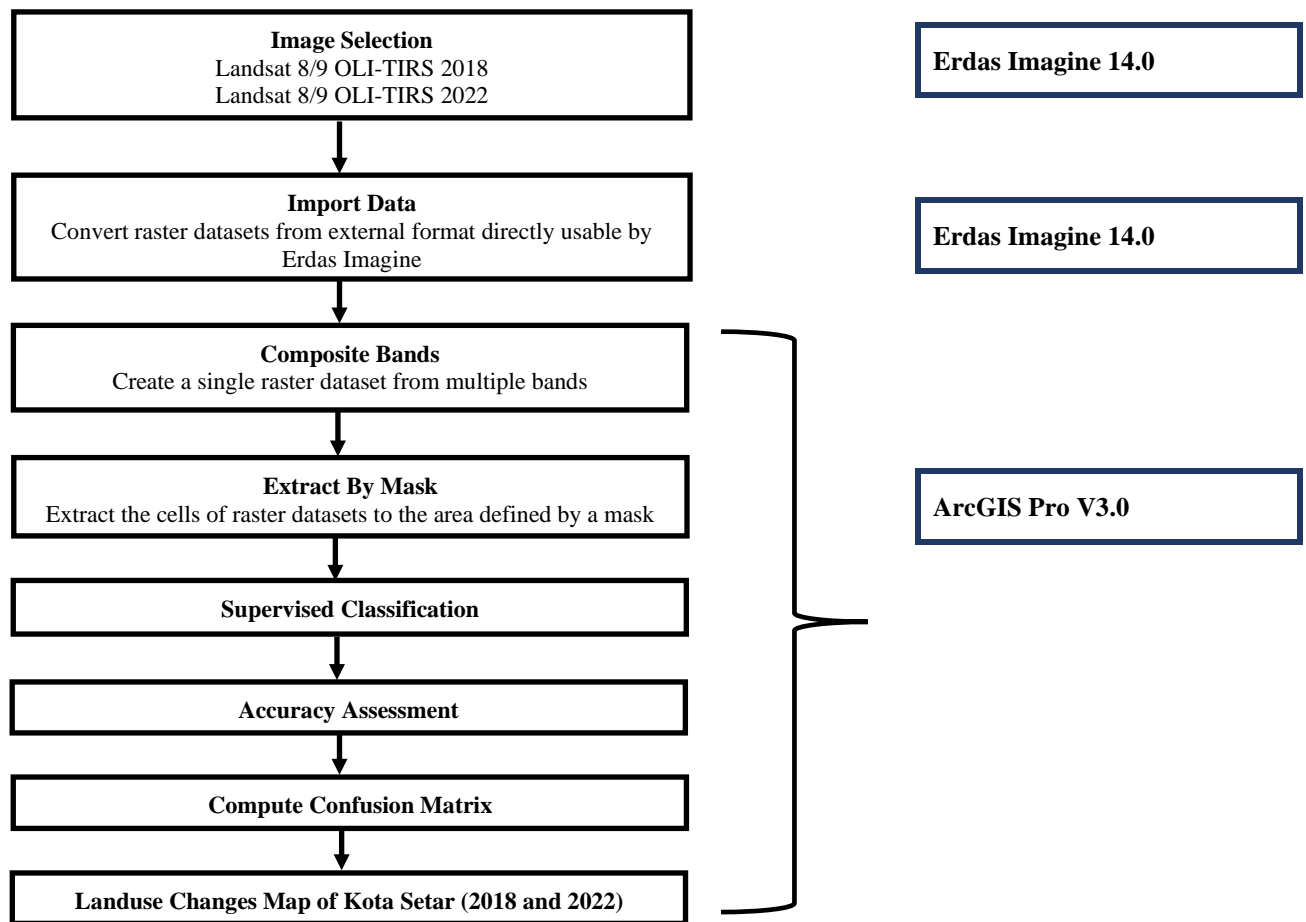 Image Selection
Landsat 8/9 OLI-TIRS 2018
Landsat 8/9 OLI-TIRS 2022
Erdas Imagine 14.0
Import Data
Convert raster datasets from external format directly usable by
Erdas Imagine
Erdas Imagine 14.0
Composite Bands
Create a single raster dataset from multiple bands
Extract By Mask
Extract the cells of raster datasets to the area defined by a mask
ArcGIS Pro V3.0
Supervised Classification
Accuracy Assessment
Compute Confusion Matrix
Landuse Changes Map of Kota Setar (2018 and 2022)